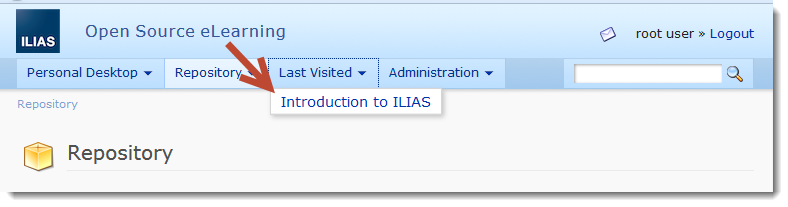 ILIAS
Open Source eLearning
root user » Logout
Personal Desktop
Repository
Last Visited
Administration
Introduction to ILIAS
Repository
Repository